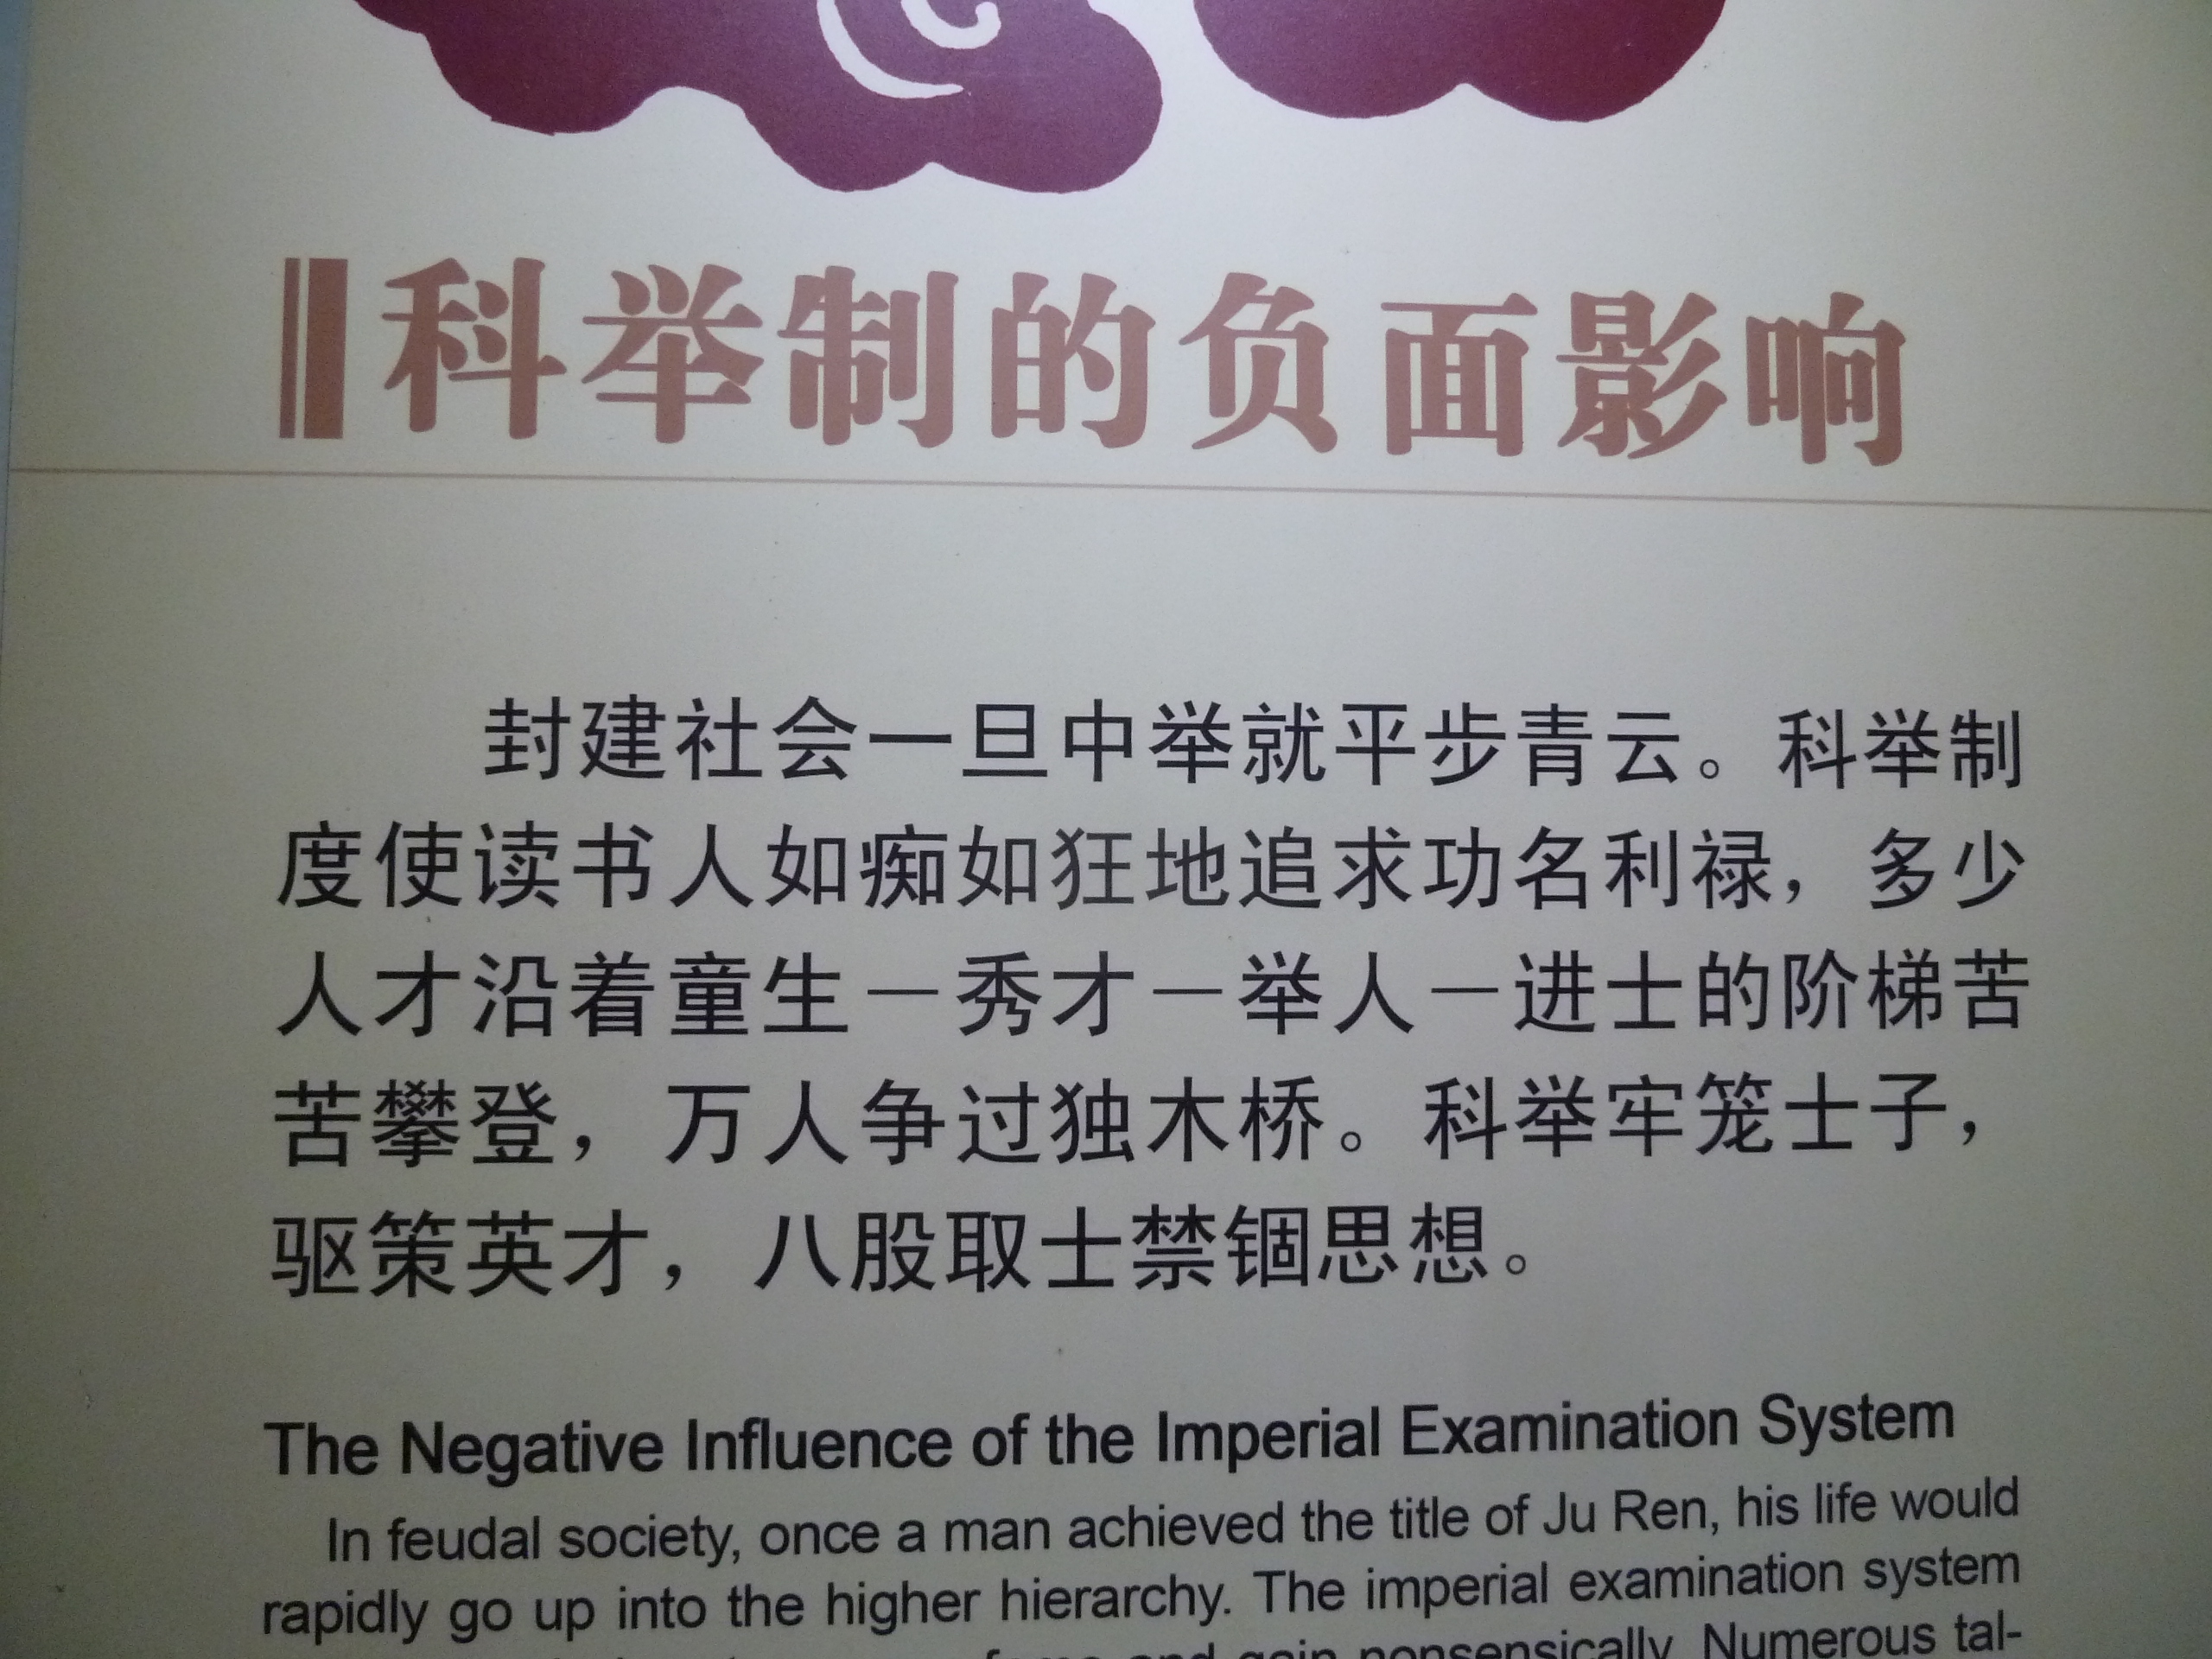 科举制的负面影响
封建社会一旦中举就平步青云。科举制
度使读书人如痴如狂地追求功名利禄，多少
人才沿着童生－秀才－举人－进士的阶梯苦
苦攀登，万人争过独木桥。科举牢笼士子，
驱策英才，八股取士禁锢思想。
The Negative Influence of the Imperial Examination System
In feudal society, once a man achieved the title of Ju Ren, his life would
rapidly go up into the higher hierarchy. The imperial examination system
fame and gain nonsensically. Numerous tal-